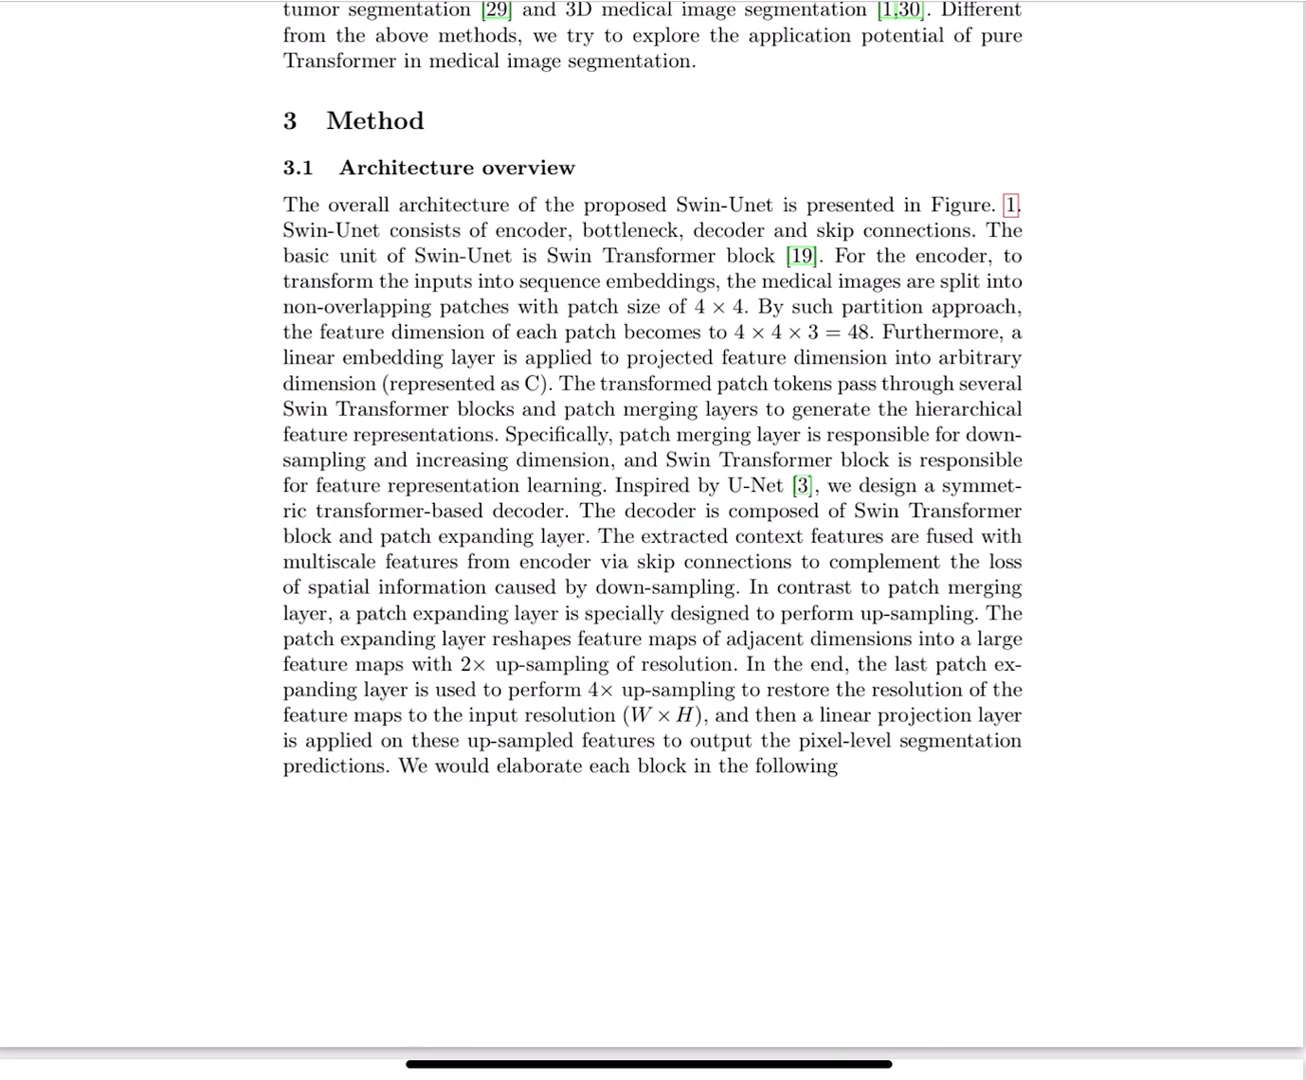 tumor segmentation [29] and 3D medical image segmentation [1,30]. Different
from the above methods, we try to explore the application potential of pure
Transformer in medical image segmentation.
3 Method
3.1 Architecture overview
The overall architecture of the proposed Swin-Unet is presented in Figure. 1.
Swin-Unet consists of encoder, bottleneck, decoder and skip connections. The
basic unit of Swin-Unet is Swin Transformer block [19]. For the encoder, to
transform the inputs into sequence embeddings, the medical images are split into
non-overlapping patches with patch size of 4 × 4. By such partition approach,
the feature dimension of each patch becomes to 4 × 4 × 3 = 48. Furthermore, a
linear embedding layer is applied to projected feature dimension into arbitrary
dimension (represented as C). The transformed patch tokens pass through several
Swin Transformer blocks and patch merging layers to generate the hierarchical
feature representations. Specifically, patch merging layer is responsible for down-
sampling and increasing dimension, and Swin Transformer block is responsible
for feature representation learning. Inspired by U-Net [3], we design a symmet-
ric transformer-based decoder. The decoder is composed of Swin Transformer
block and patch expanding layer. The extracted context features are fused with
multiscale features from encoder via skip connections to complement the loss
of spatial information caused by down-sampling. In contrast to patch merging
layer, a patch expanding layer is specially designed to perform up-sampling. The
patch expanding layer reshapes feature maps of adjacent dimensions into a large
feature maps with 2× up-sampling of resolution. In the end, the last patch ex-
panding layer is used to perform 4× up-sampling to restore the resolution of the
feature maps to the input resolution (W × H), and then a linear projection layer
is applied on these up-sampled features to output the pixel-level segmentation
predictions. We would elaborate each block in the following